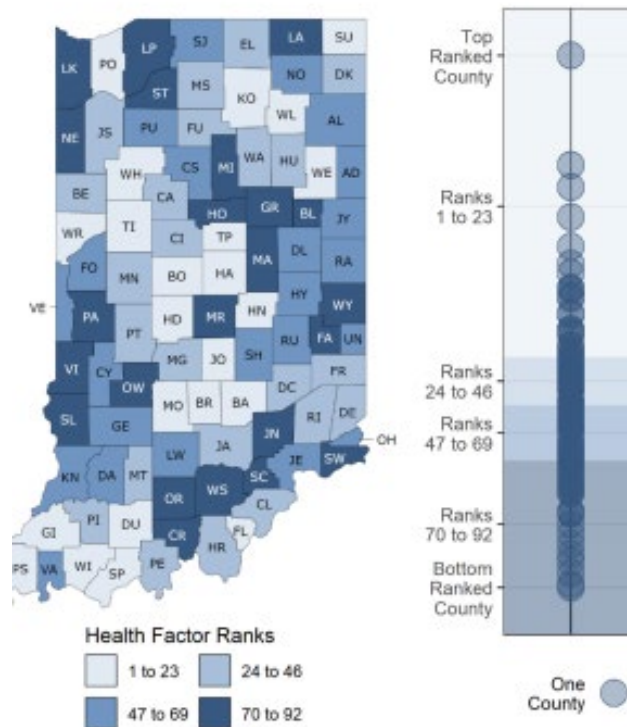 SU
LK PO LP SJ EL LA
ST MS NO DK
KO
WL
NE JS PU FU AL
WH CS MI WA HU WE AD
BE CA
HO GR BL
WR TI CI TP JY
FO MN BO HA MA DL RA
VE HY WY
PA HD MR HN
PT RU FA UN
VI CY MG JO SH
OW FR
DC
SL MO BR BA
GE JN RI DE
JA OH
LW JE SW
KN DA MT SC
OR WS
PI CL
GI DU CR FL
HR
PS VA WI SP PE
Health Factor Ranks
1 to 23 24 to 46
47 to 69 70 to 92
Top
Ranked
County
Ranks
1 to 23
Ranks
24 to 46
Ranks
47 to 69
Ranks
70 to 92
Bottom
Ranked
County
One
County